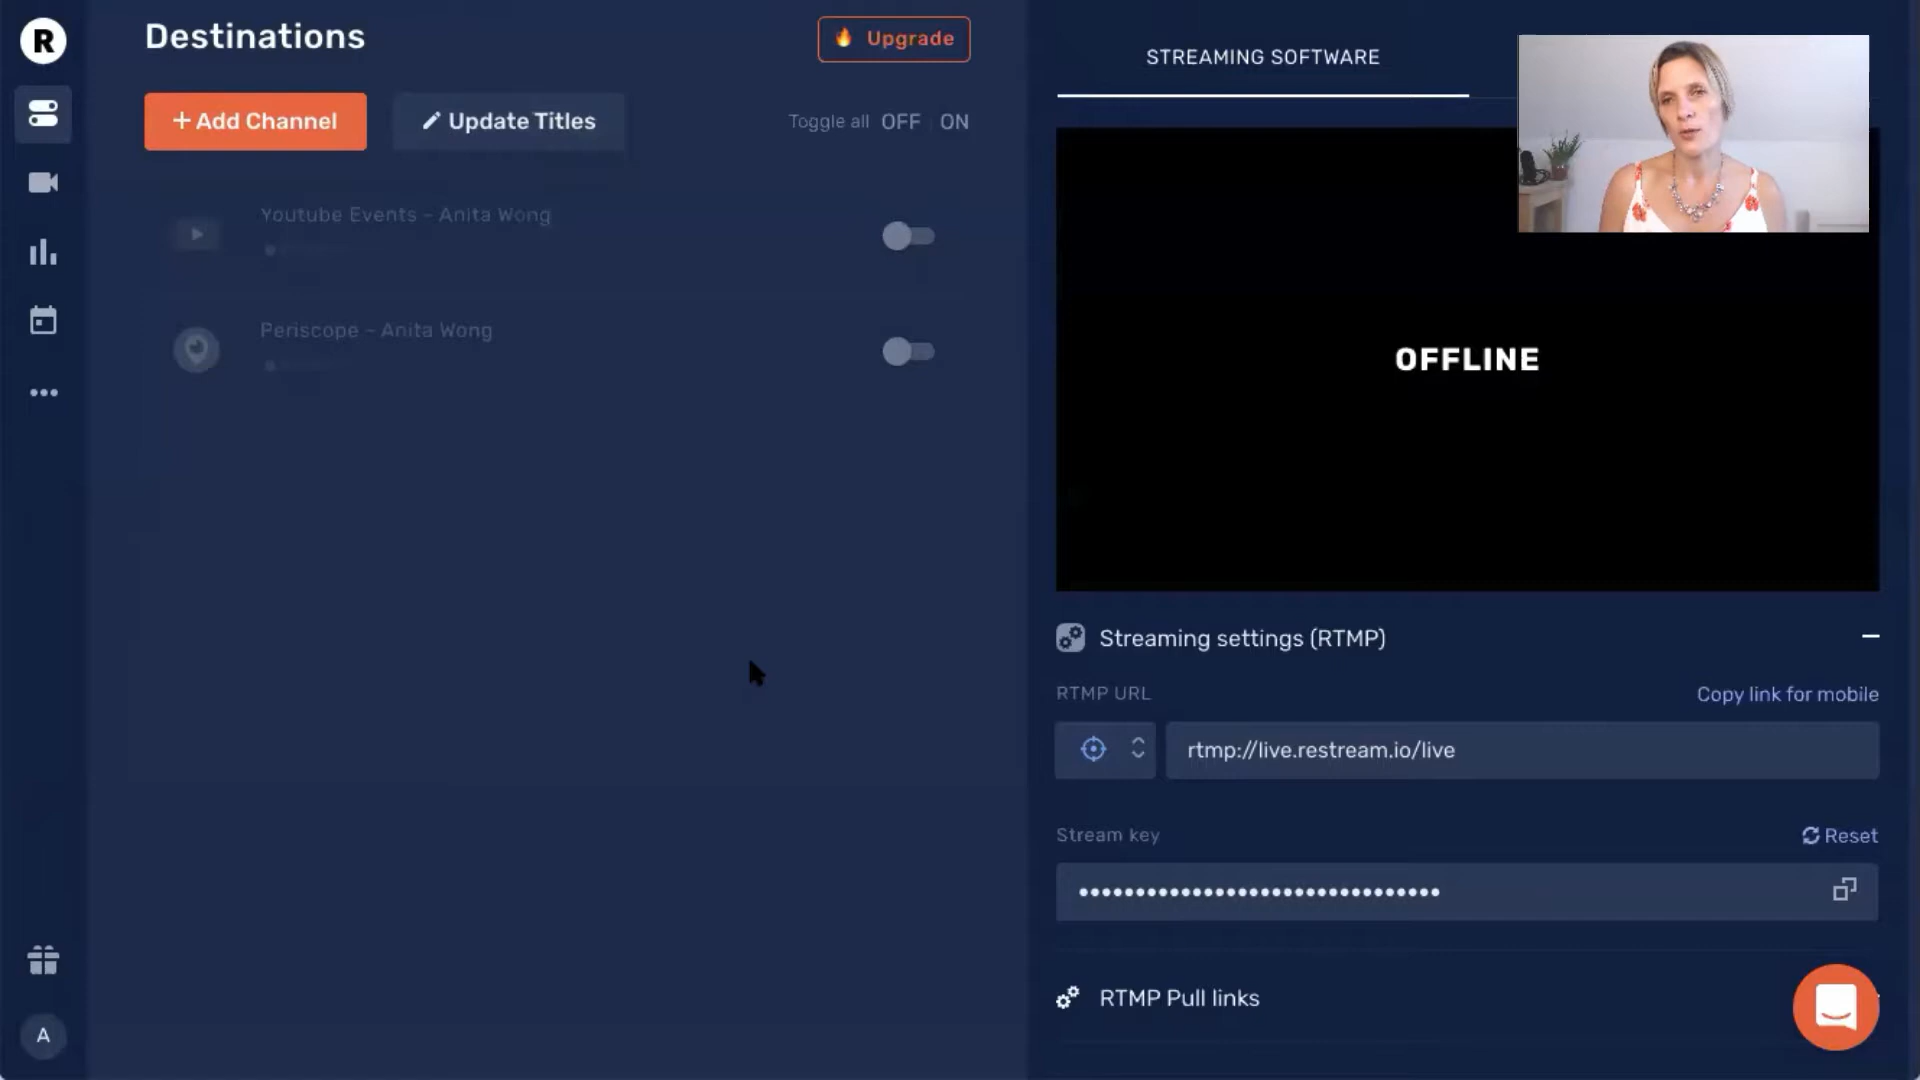 R
Destinations
Upgrade
+ Add Channel
Update Titles
Toggle all OFF ON
Youtube Events - Anita Wong
Periscope - Anita Wong
A
STREAMING SOFTWARE
OFFLINE
Streaming settings (RTMP)
RTMP URL
Copy link for mobile
rtmp://live.restream.io/live
Stream key
Reset
••••••••••••••••••••••••••••••••
RTMP Pull links